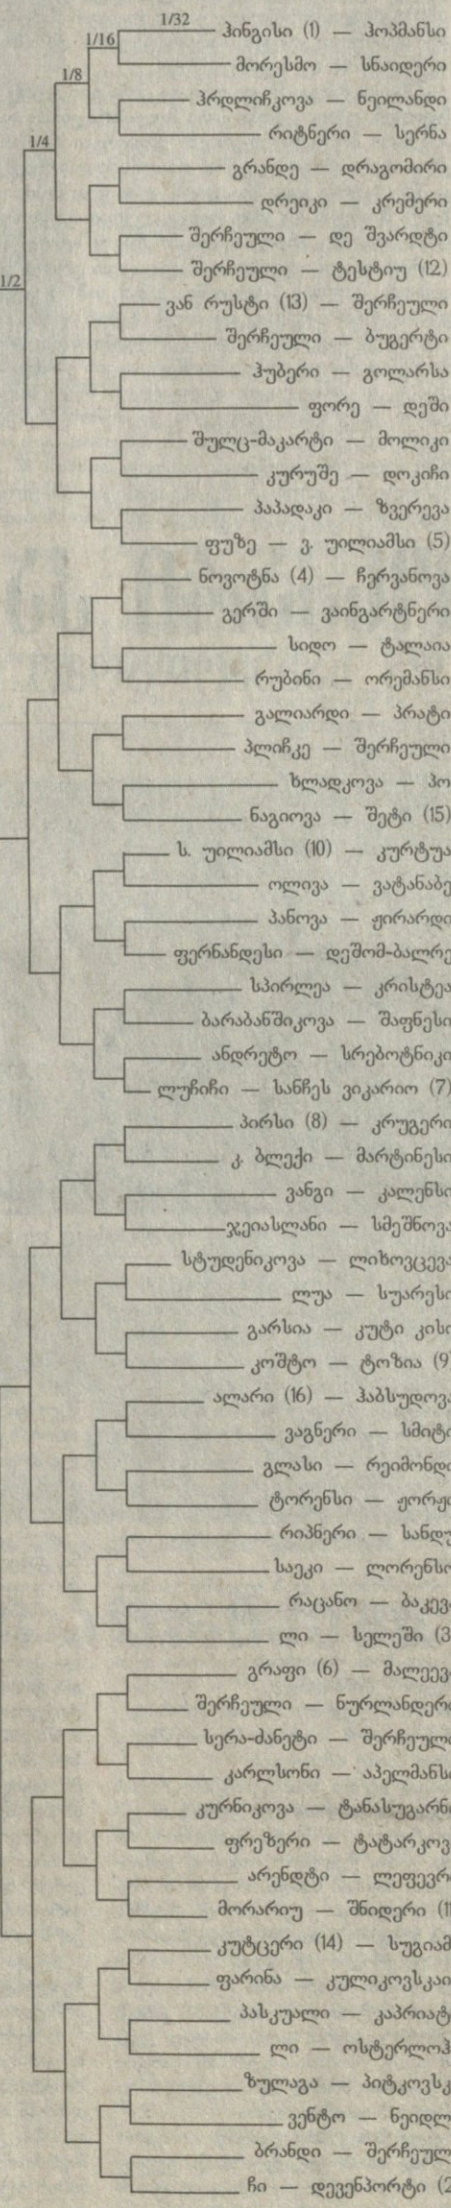 1/32
ჰინგისი (1) — ჰოპმანსი
1/16
მორესმო — სნაიდერი
1/8
ჰრდლიჩკოვა — ნეილანდი
რიტნერი — სერნა
1/4
გრანდე — დრაგომირი
დრეიკი — კრემერი
შერჩეული — დე შვარდტი
შერჩეული — ტესტიუ (12)
1/2
ვან რუსტი (13) — შერჩეული
შერჩეული — ბუგერტი
ჰუბერი — გოლარსა
ფორე — დეში
შულც-მაკარტი — მოლიკი
კურუშე — დოკიჩი
პაპადაკი — ზვერევა
ფუზე — ვ. უილიამსი (5)
ნოვოტნა (4) — ჩერვანოვა
გერში — ვაინგარტნერი
სიდო — ტალაია
რუბინი — ორემანსი
გალიარდი — პრატი
პლიჩკე — შერჩეული
ხლადკოვა — პო
ნაგიოვა — შეტი (15)
ს. უილიამსი (10) — კურტუა
ოლივა — ვატანაბე
პანოვა — ჟირარდი
ფერნანდესი — დეშომ-ბალრე
სპირლეა — კრისტეა
ბარაბანშიკოვა — შაფნესი
ანდრეტო — სრებოტნიკი
ლუჩიჩი — სანჩეს ვიკარიო (7)
პირსი (8) — კრუგერი
კ. ბლექი — მარტინესი
ვანგი — კალენსი
ჯეიასლანი — სმეშნოვა
სტუდენიკოვა — ლიხოვცევა
ლუა — სუარესი
გარსია — კუტი კისი
კოშტო — ტოზია (9)
ალარი (16) — ჰაბსუდოვა
ვაგნერი — სმიტი
გლასი — რეიმონდი
ტორენსი — ჟორჟი
რიპნერი — სანდუ
საეკი — ლორენსო
რაცანო — ბაკევ
ლი — სელეში (3
გრაფი (6) — მალეევ
შერჩეული — ნურლანდერი
სერა-ძანეტი — შერჩეული
კარლსონი — აპელმანსი
კურნიკოვა — ტანასუგარნი
ფრეზერი — ტატარკოვ
არენდტი — ლეფევრ
მორარიუ — შნიდერი (11
კუტცერი (14) — სუგიამ
ფარინა — კულიკოვსკაი
პასკუალი — კაპრიატ
ლი — ოსტერლოჰ
ზულაგა — პიტკოვსკ
ვენტო — ნეიდლ
ბრანდი — შერჩეულ
ჩი — დევენპორტი (2